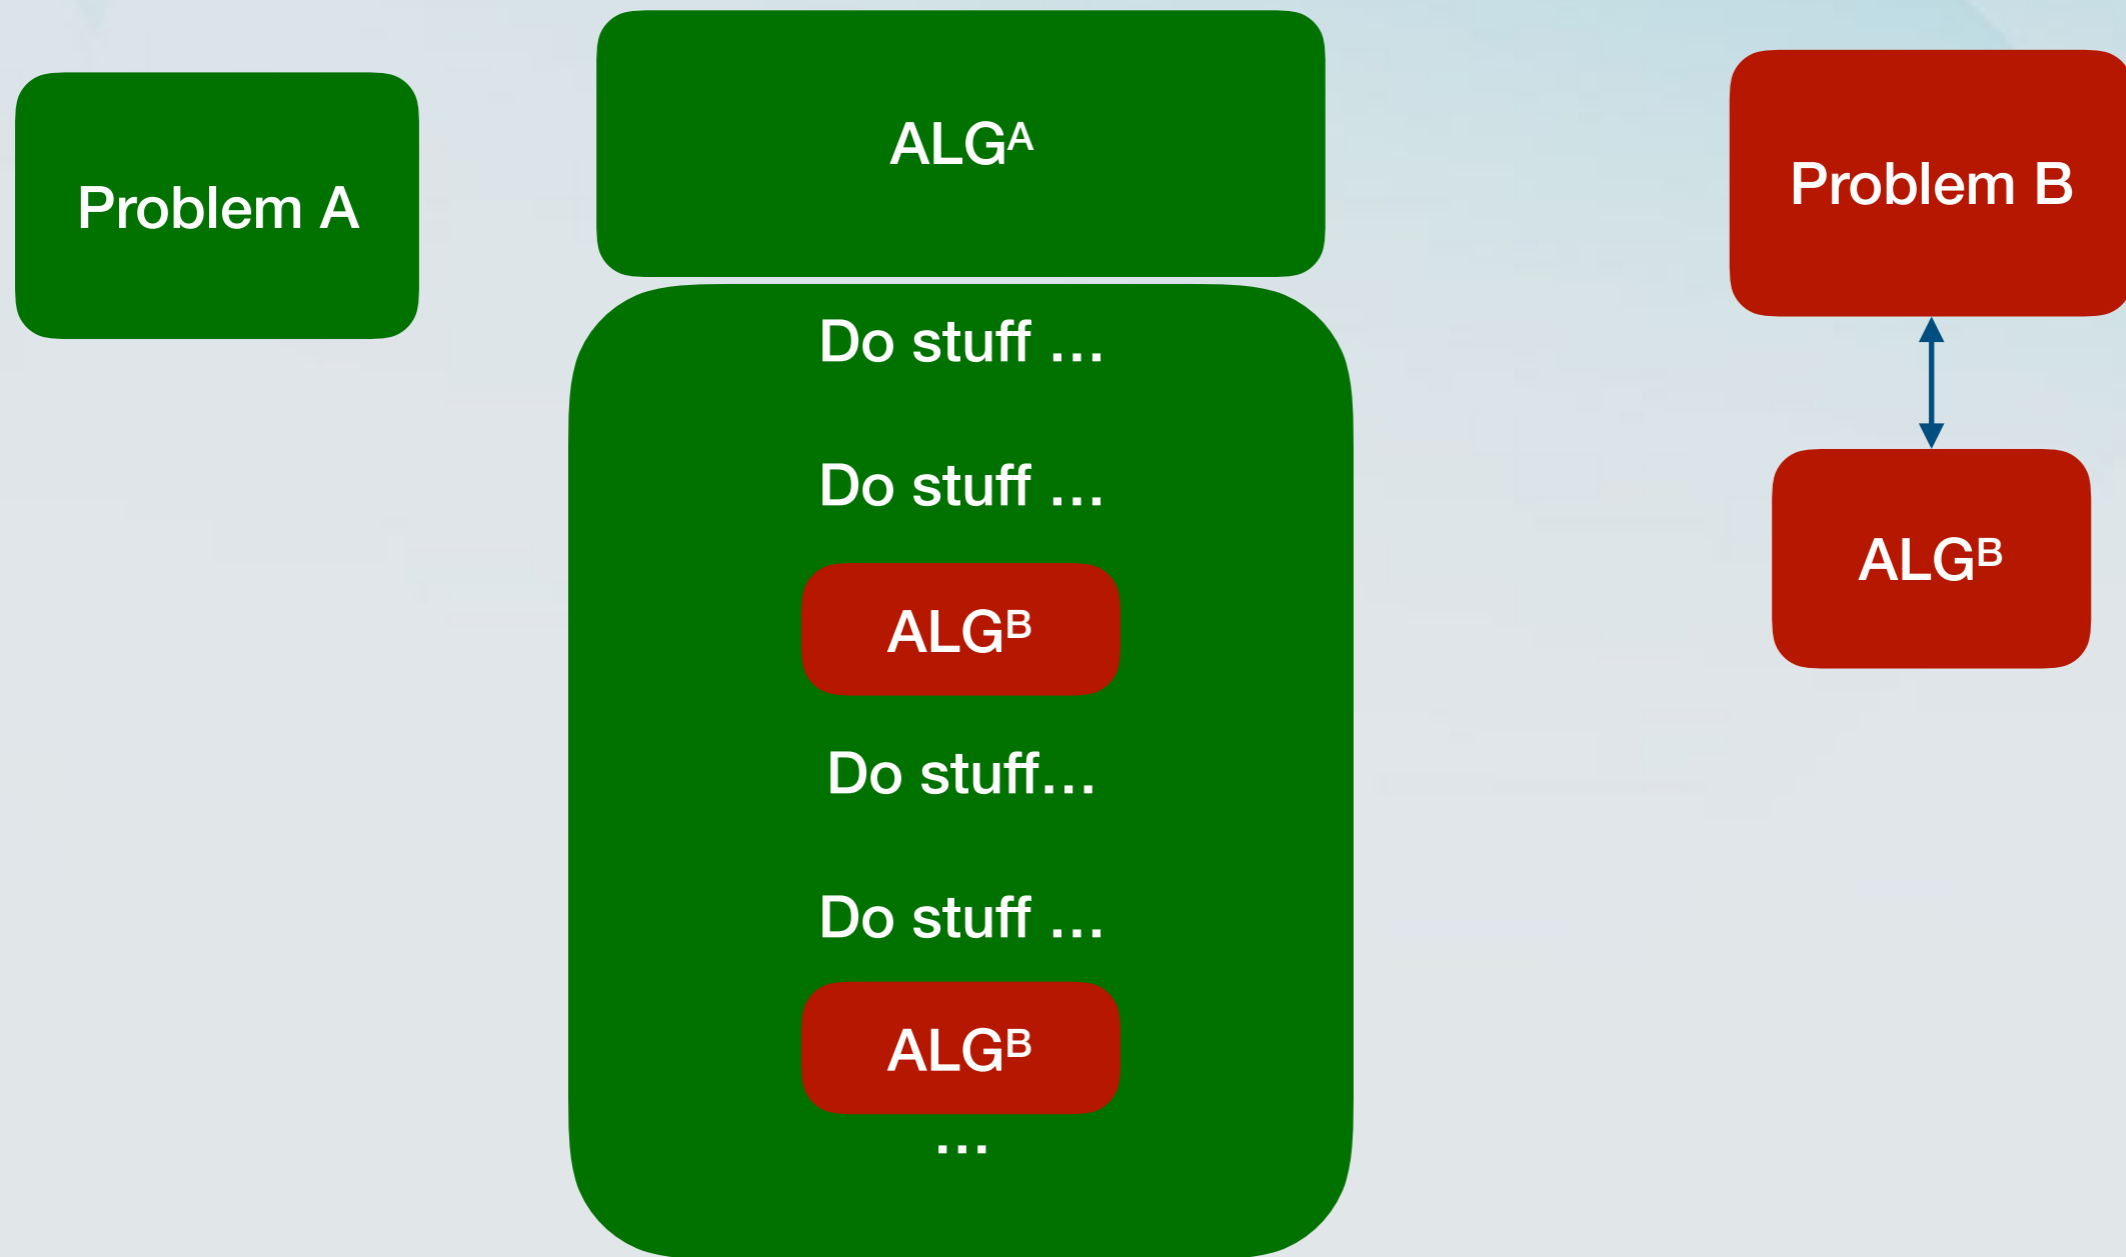 Problem A
ALGᴬ
Problem B
Do stuff ...
Do stuff ...
ALGᴮ
ALGᴮ
Do stuff...
Do stuff ...
ALGᴮ
...